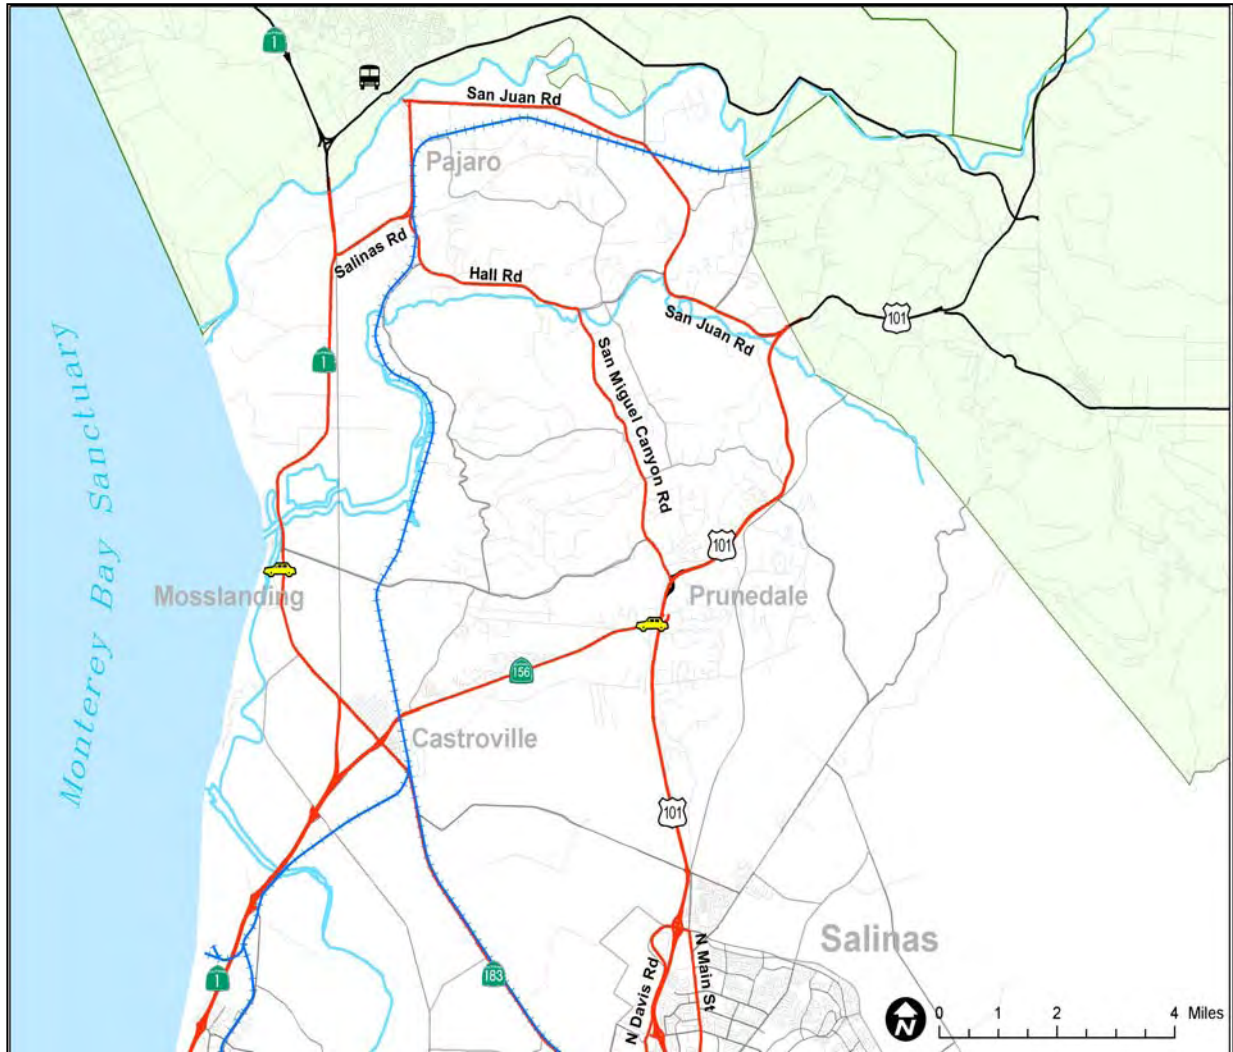 1
San Juan Rd
Pajaro
Salinas Rd
Hall Rd
101
San Juan Rd
1
San Miguel Canyon Rd
Monterey Bay Sanctuary
101
Mosslanding
Prunedale
156
Castroville
101
Salinas
N Davis Rd
N Main St
1
183
N
0 1 2 4 Miles